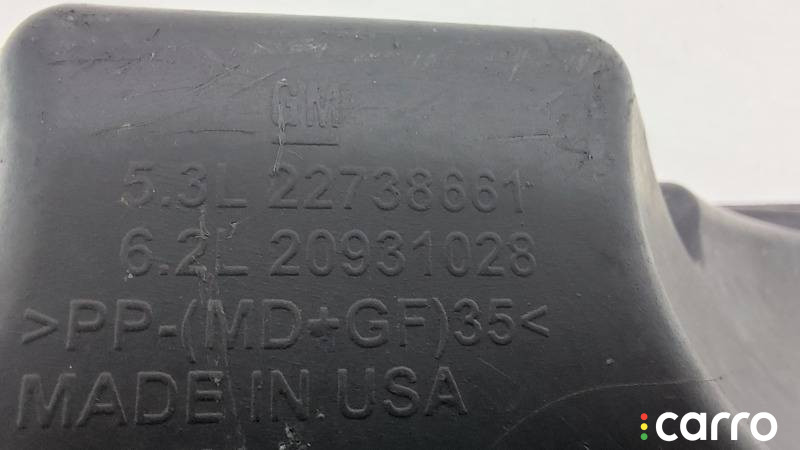 GM
5.3L 22738661
6.2L 20931028
>PP-(MD+GF)35<
MADE IN USA
carro